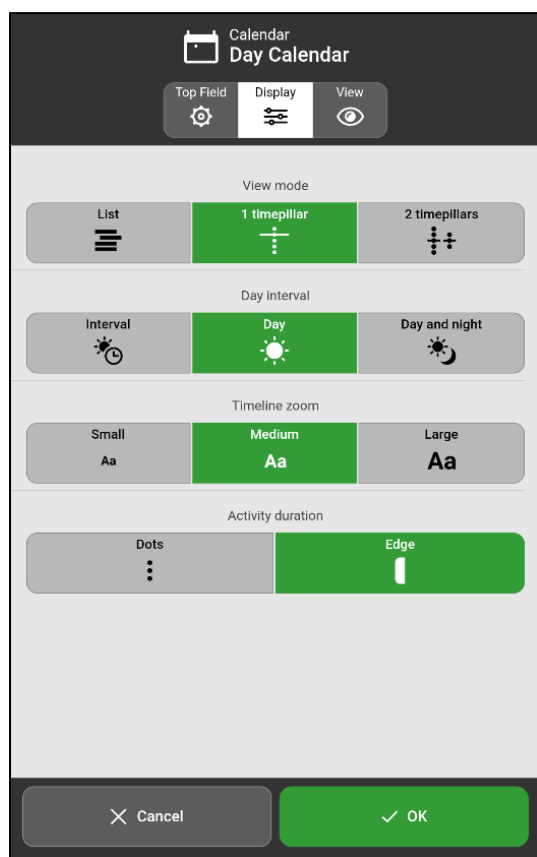 Calendar
Day Calendar
Top Field Display View
View mode
List 1 timepillar 2 timepillars
Day interval
Interval Day Day and night
Timeline zoom
Small Medium Large
Aa Aa Aa
Activity duration
Dots Edge
Cancel OK